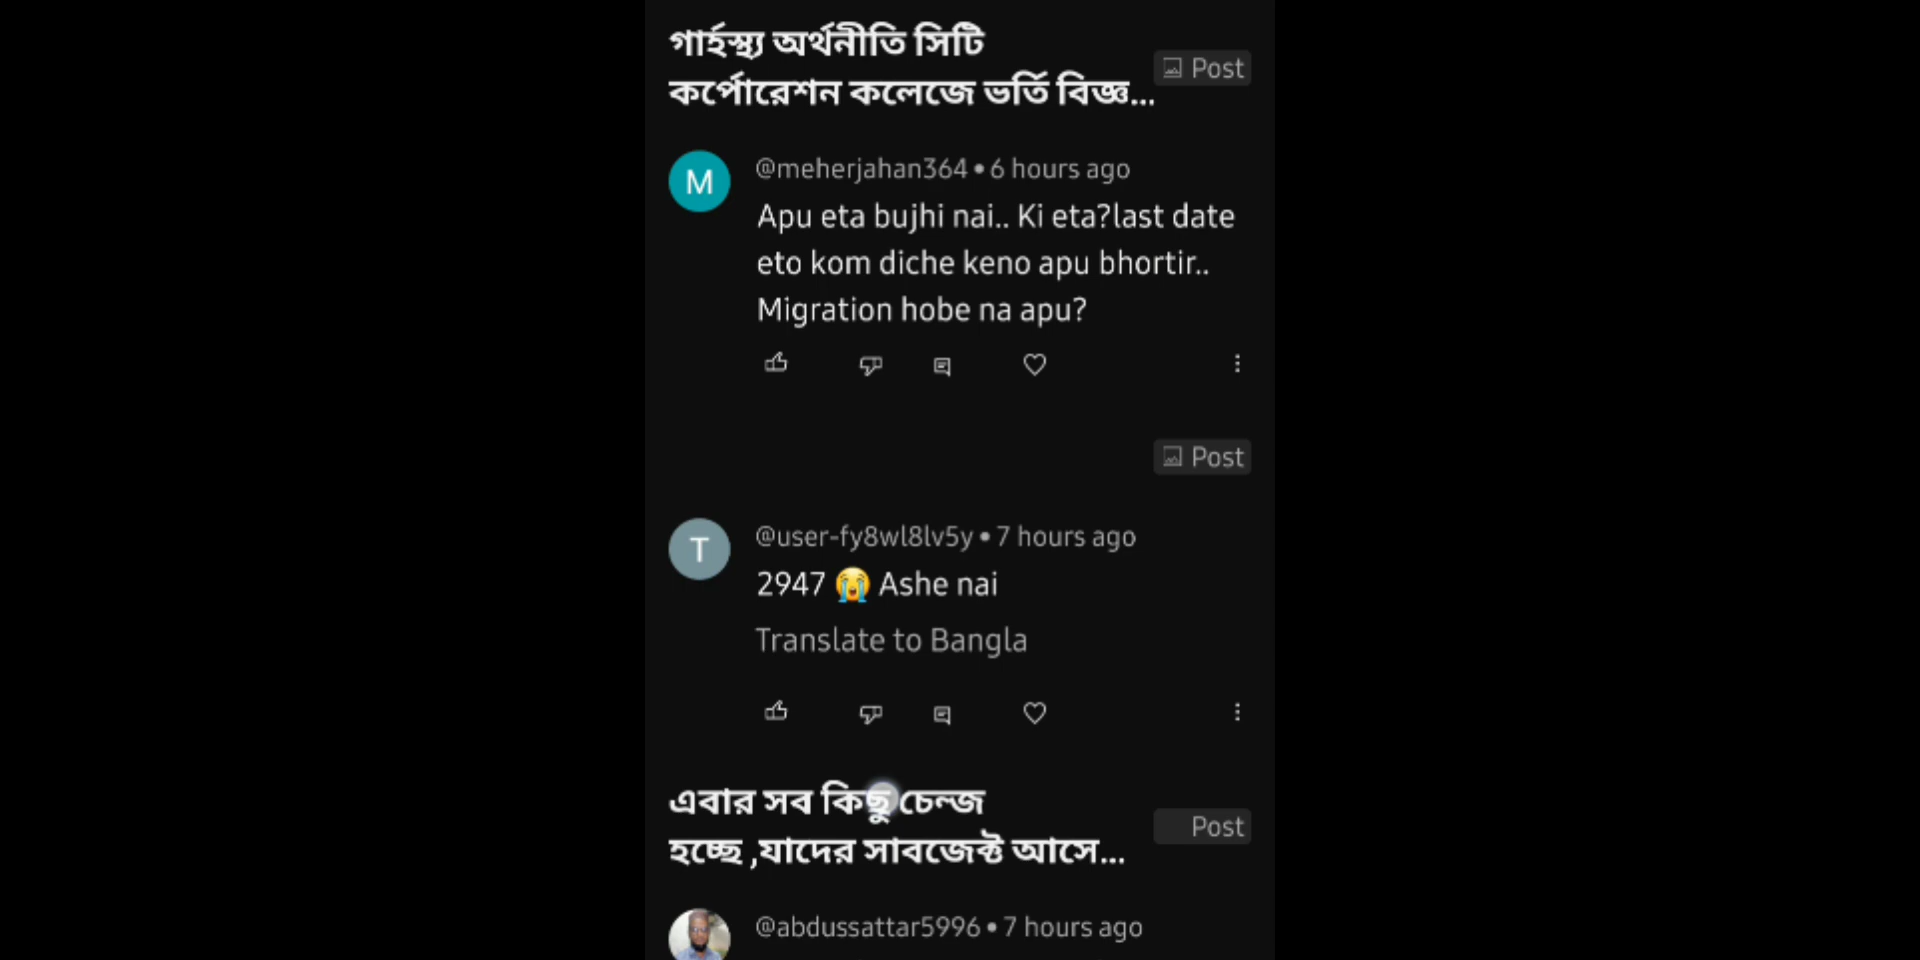 গার্হস্থ্য অর্থনীতি সিটি
কর্পোরেশন কলেজে ভর্তি বিজ্ঞ...
Post
M
@meherjahan364 • 6 hours ago
Apu eta bujhi nai.. Ki eta?last date
eto kom diche keno apu bhortir..
Migration hobe na apu?
Post
T
@user-fy8wl8lv5y • 7 hours ago
2947 😭 Ashe nai
Translate to Bangla
এবার সব কিছু চেন্জ
হচ্ছে ,যাদের সাবজেক্ট আসে...
Post
@abdussattar5996 • 7 hours ago